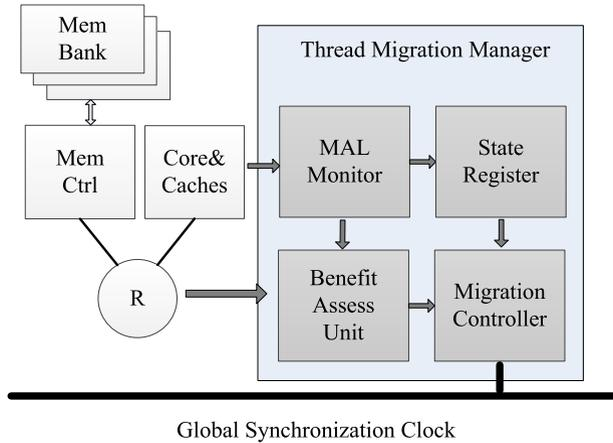 Mem
Bank
Thread Migration Manager
Mem
Ctrl
Core&
Caches
MAL
Monitor
State
Register
R
Benefit
Assess
Unit
Migration
Controller
Global Synchronization Clock